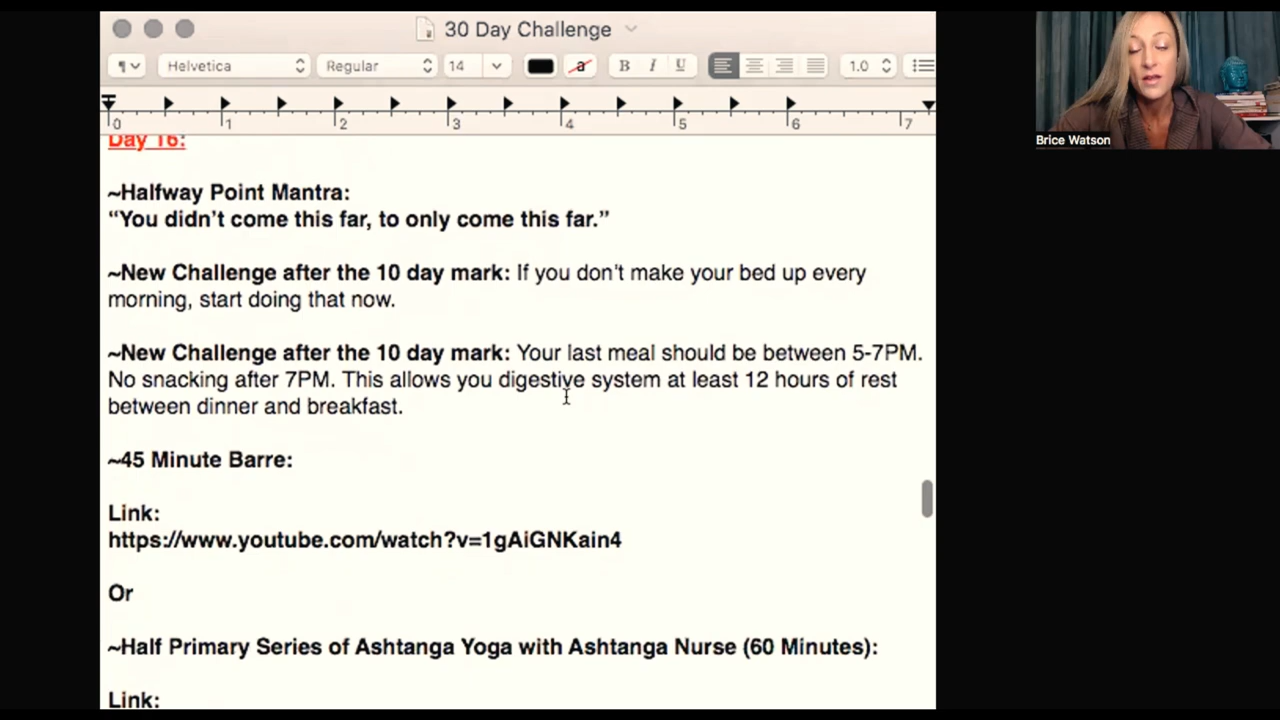 30 Day Challenge
Helvetica
Regular
14
a
B I U
1.0
0 1 2 3 4 5 6 7
Day 16:
~Halfway Point Mantra:
“You didn’t come this far, to only come this far.”
~New Challenge after the 10 day mark: If you don’t make your bed up every
morning, start doing that now.
~New Challenge after the 10 day mark: Your last meal should be between 5-7PM.
No snacking after 7PM. This allows you digestive system at least 12 hours of rest
between dinner and breakfast.
~45 Minute Barre:
Link:
https://www.youtube.com/watch?v=1gAiGNKain4
Or
~Half Primary Series of Ashtanga Yoga with Ashtanga Nurse (60 Minutes):
Link:
Brice Watson